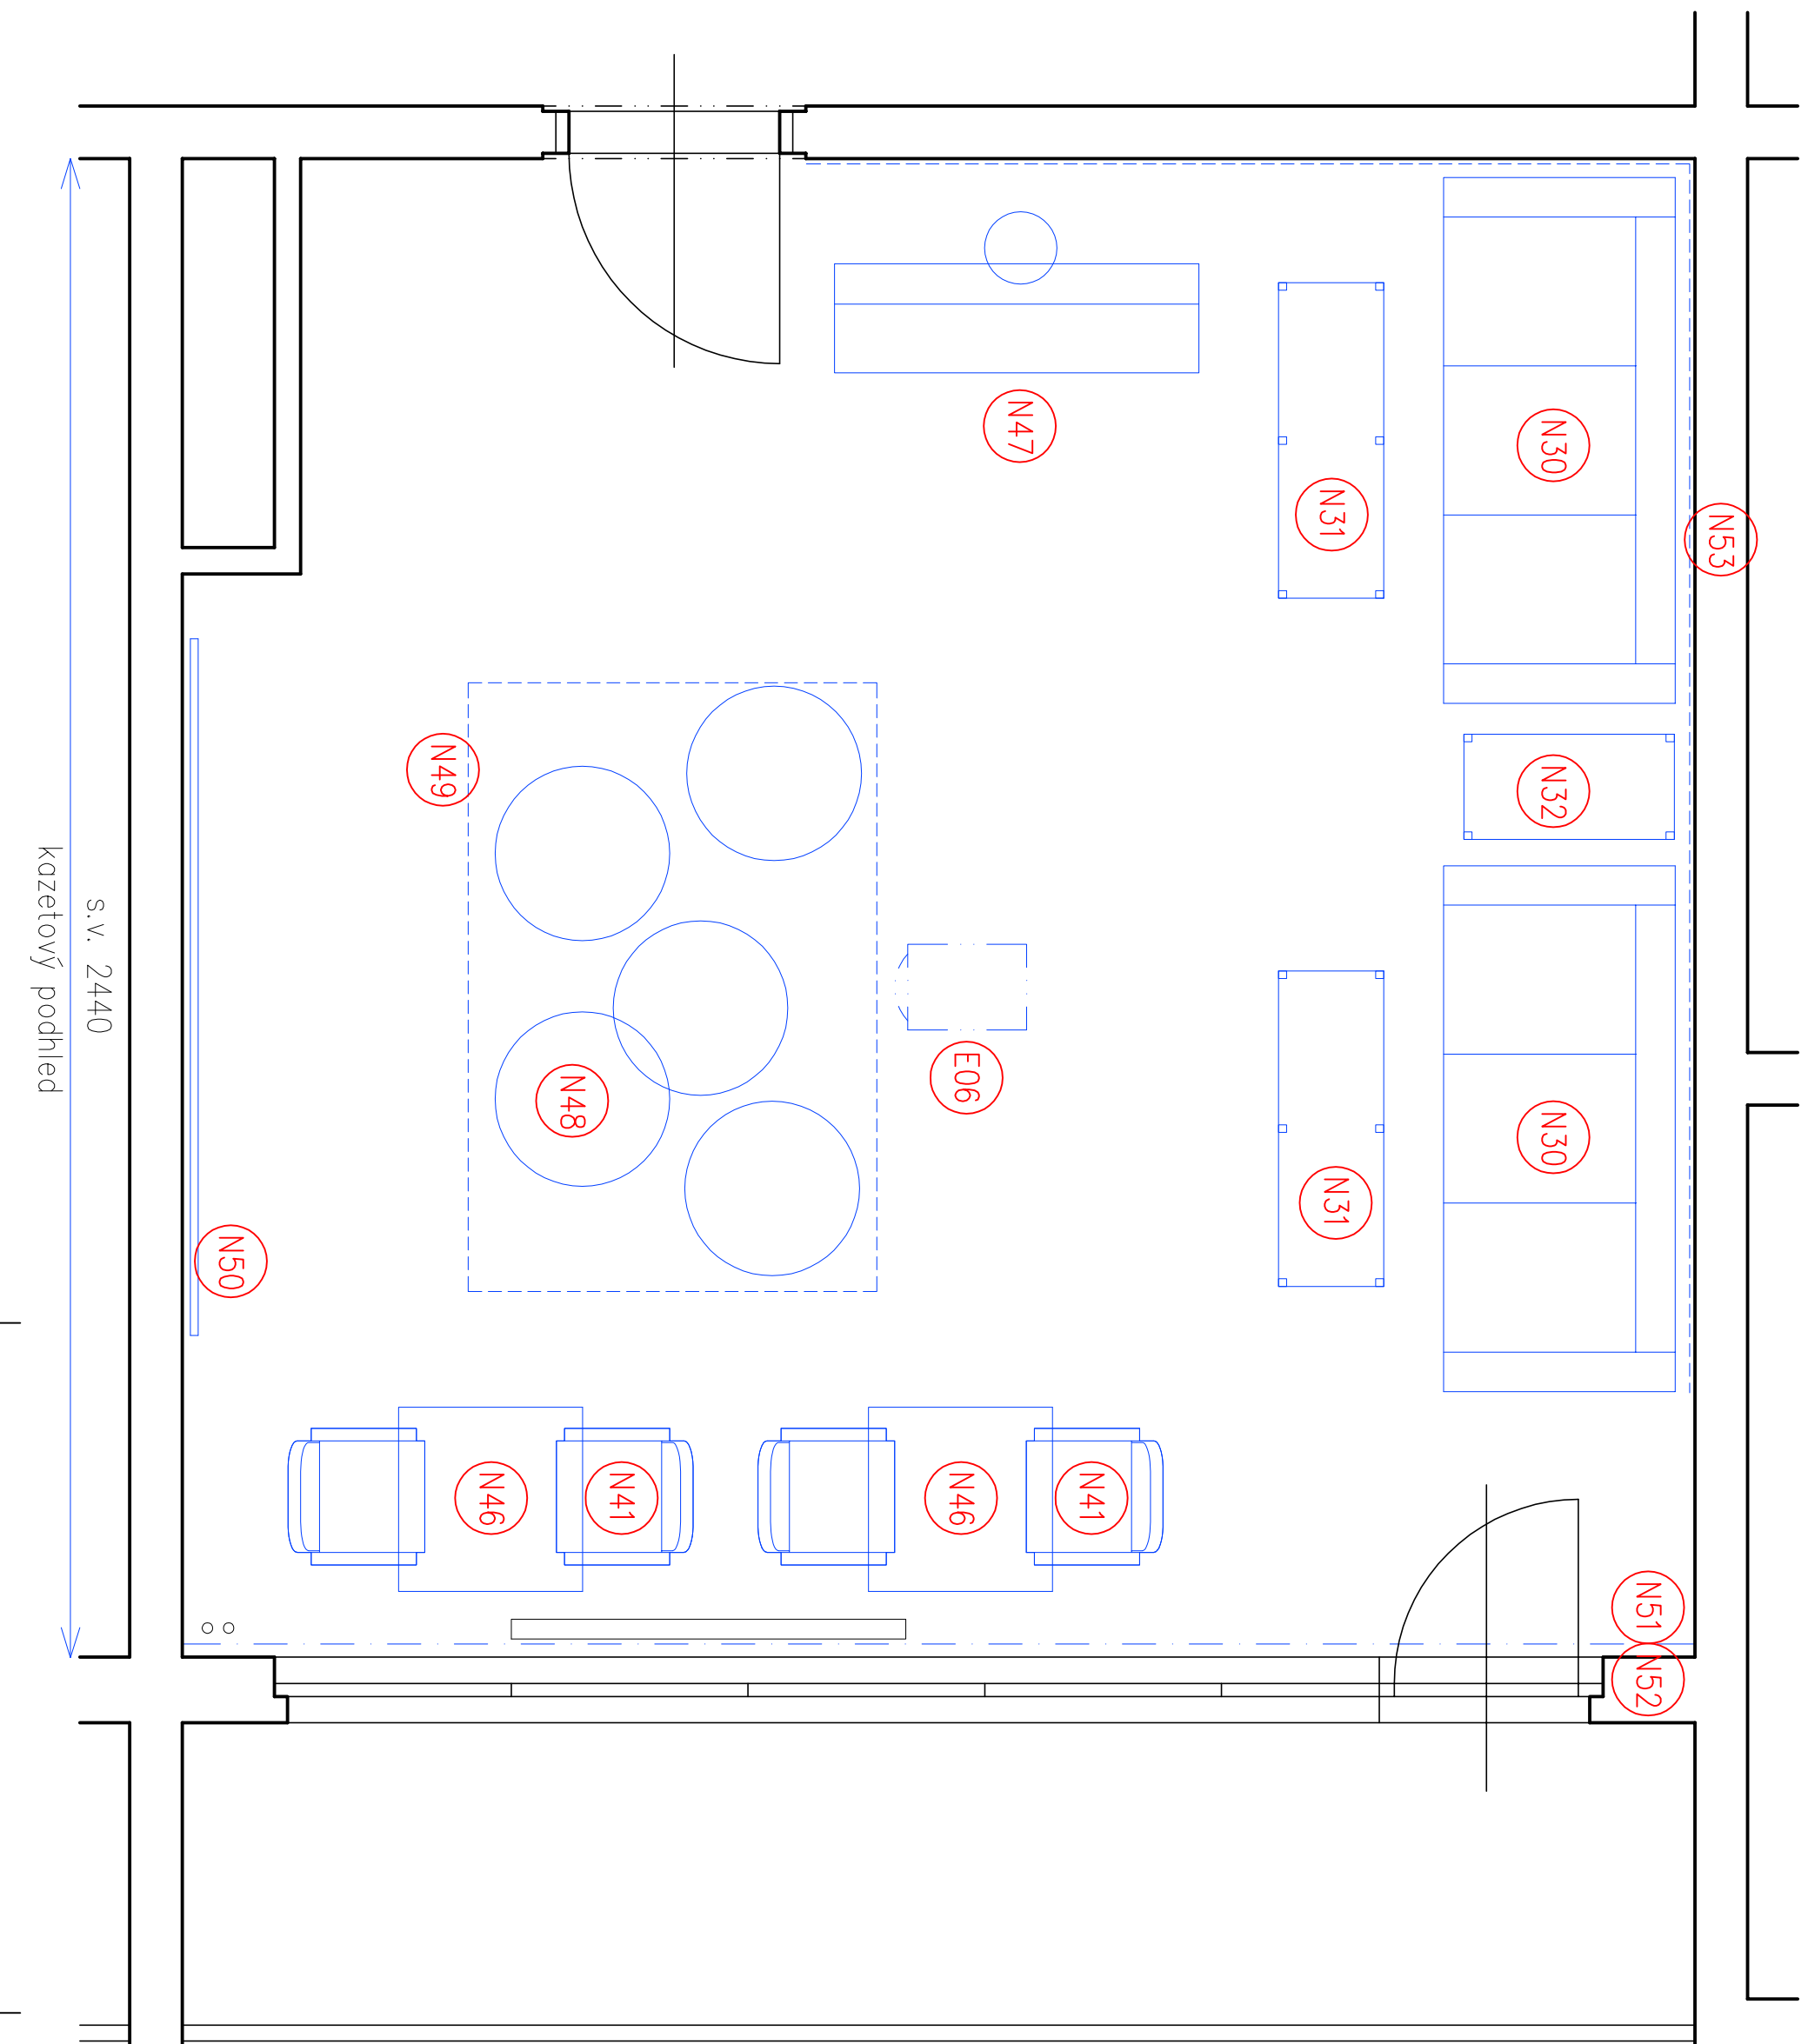 N53
N51 N52
N30 N32 N30
N31 N31
N41
N47
E06 N46
N41
N48
N46
N49
N50
s.v. 2440
kazetový podhled